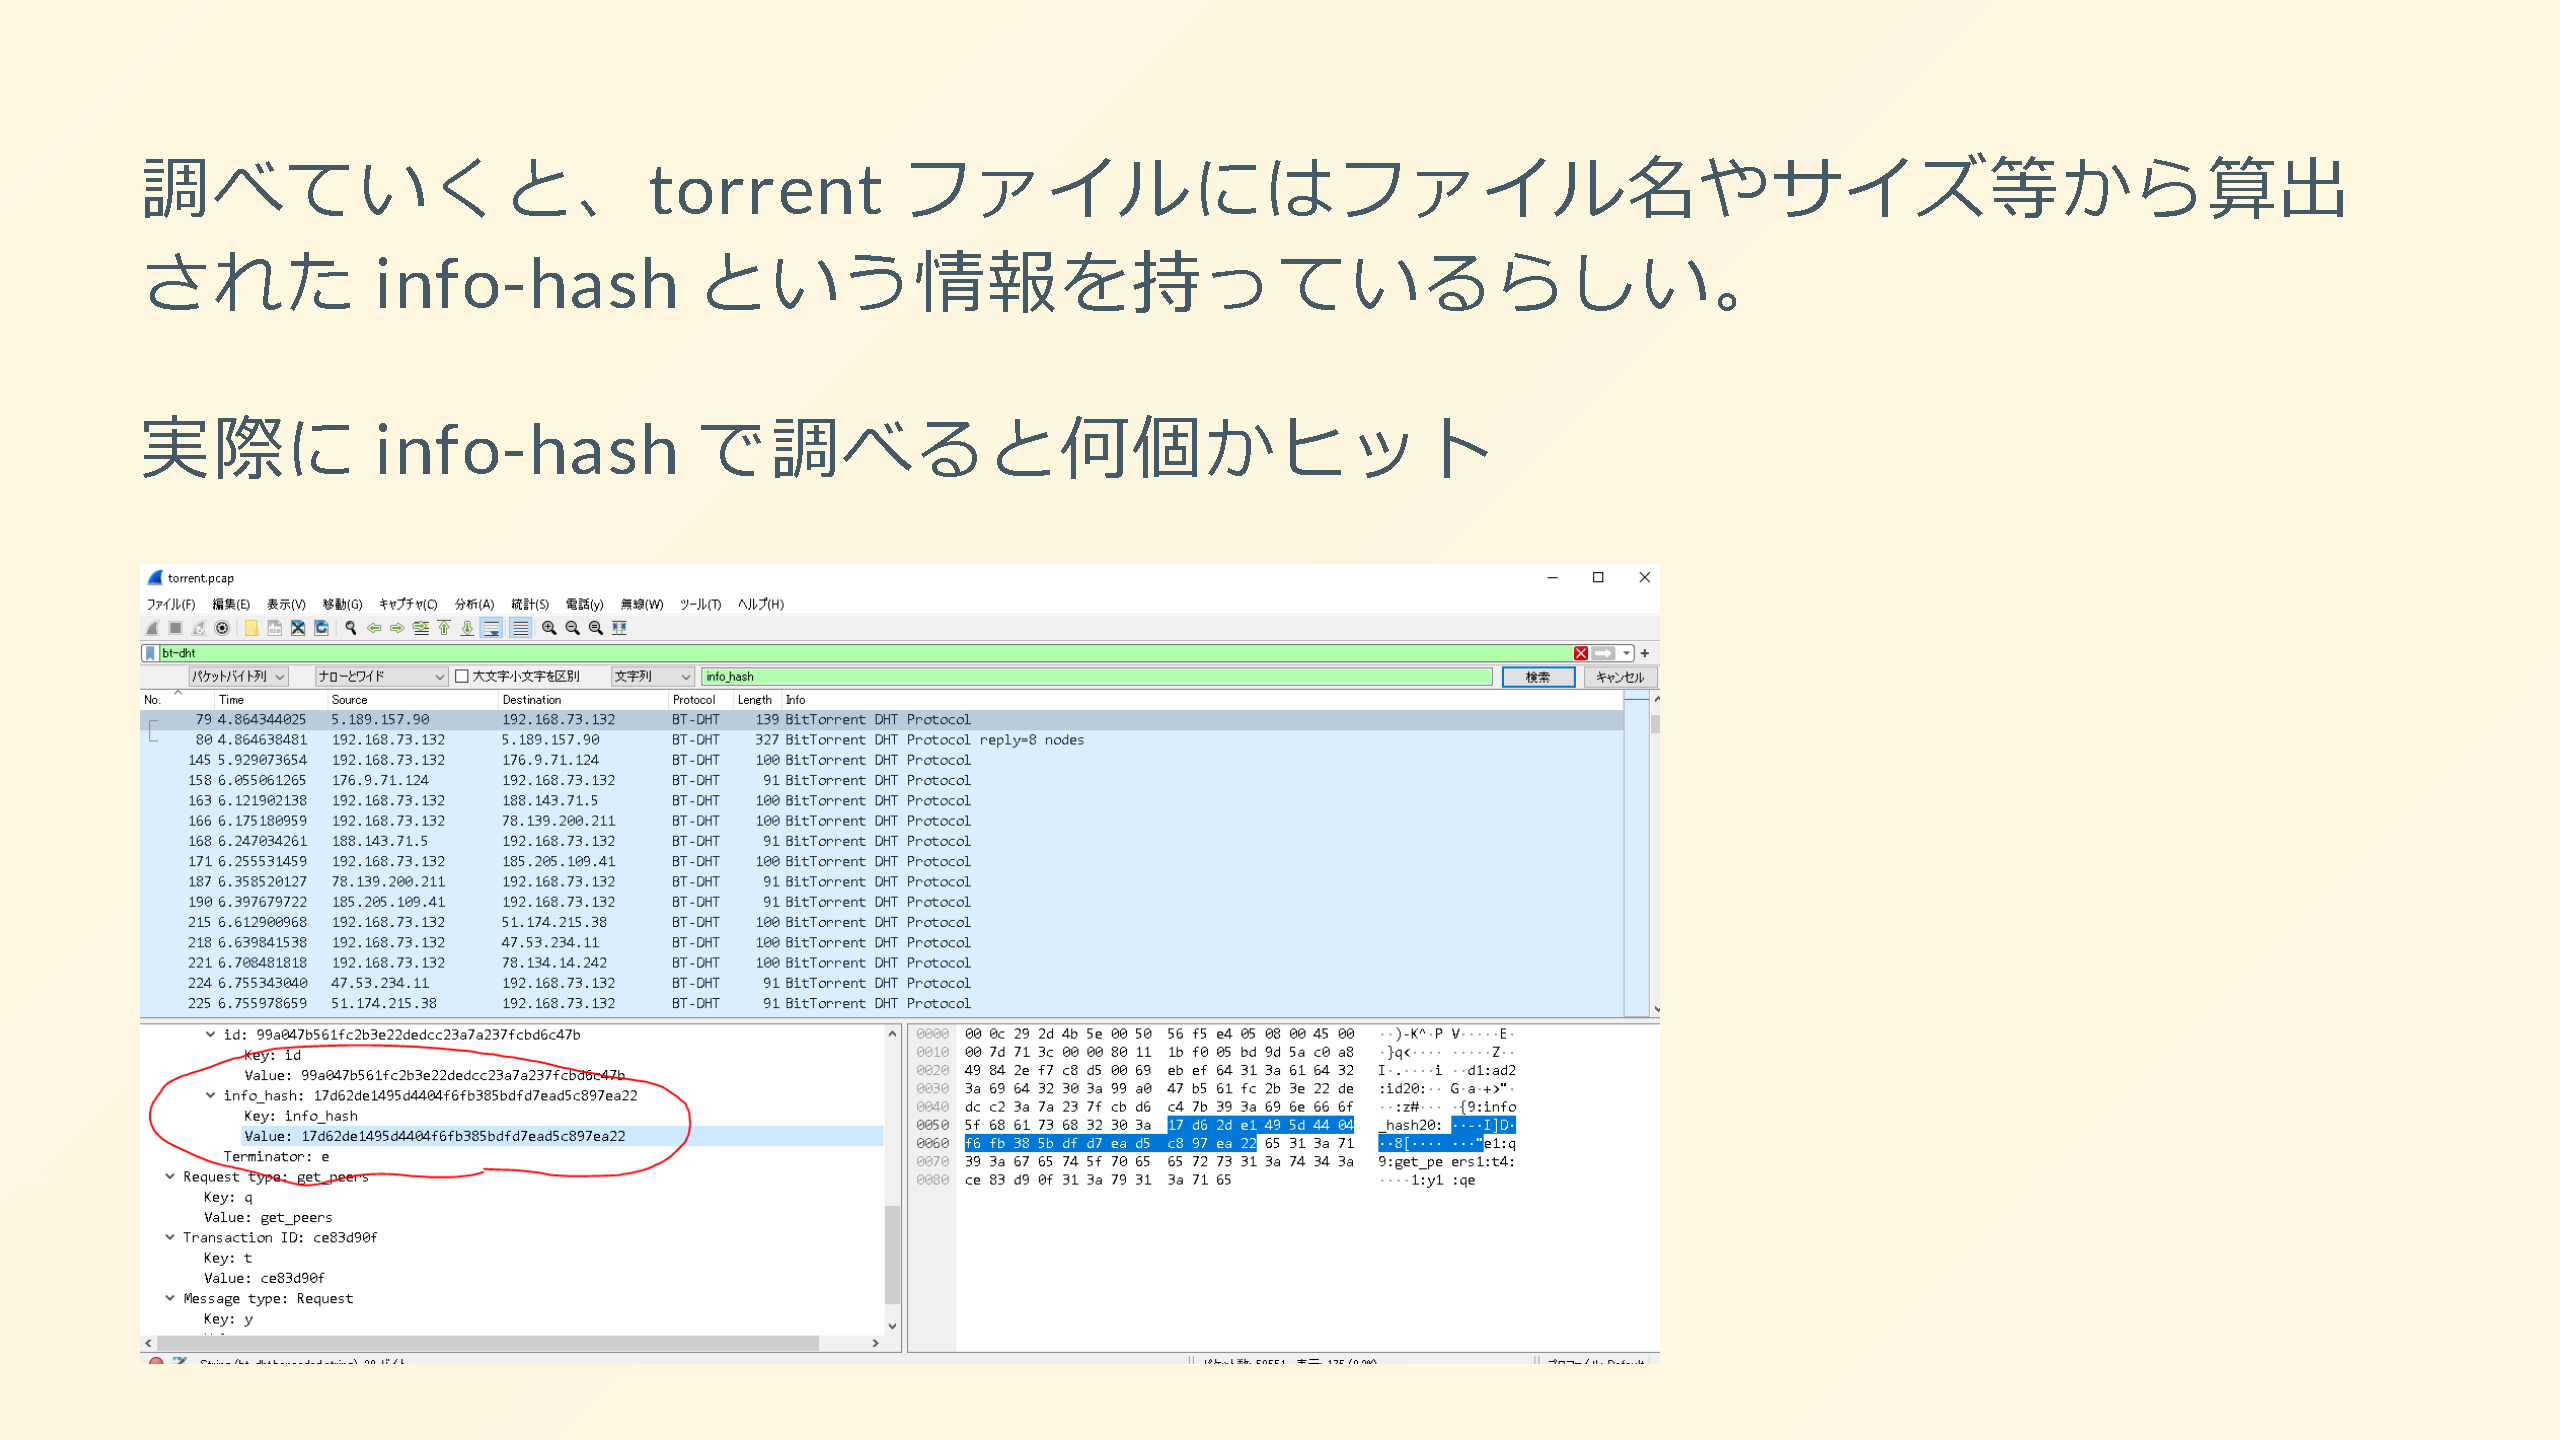 調べていくと、torrent ファイルにはファイル名やサイズ等から算出
された info-hash という情報を持っているらしい。
実際に info-hash で調べると何個かヒット
torrent.pcap
ファイル(F) 編集(E) 表示(V) 移動(G) キャプチャ(C) 分析(A) 統計(S) 電話(y) 無線(W) ツール(T) ヘルプ(H)
bt-dht
パケットバイト列 ナローとワイド 大文字小文字を区別 文字列 info_hash 検索 キャンセル
No. Time Source Destination Protocol Length Info
79 4.864344025 5.189.157.90 192.168.73.132 BT-DHT 139 BitTorrent DHT Protocol
80 4.864638481 192.168.73.132 5.189.157.90 BT-DHT 327 BitTorrent DHT Protocol reply=8 nodes
145 5.929073654 192.168.73.132 176.9.71.124 BT-DHT 100 BitTorrent DHT Protocol
158 6.055061265 176.9.71.124 192.168.73.132 BT-DHT 91 BitTorrent DHT Protocol
163 6.121902138 192.168.73.132 188.143.71.5 BT-DHT 100 BitTorrent DHT Protocol
166 6.175180959 192.168.73.132 78.139.200.211 BT-DHT 100 BitTorrent DHT Protocol
168 6.247034261 188.143.71.5 192.168.73.132 BT-DHT 91 BitTorrent DHT Protocol
171 6.255531459 192.168.73.132 185.205.109.41 BT-DHT 100 BitTorrent DHT Protocol
187 6.358520127 78.139.200.211 192.168.73.132 BT-DHT 91 BitTorrent DHT Protocol
190 6.397679722 185.205.109.41 192.168.73.132 BT-DHT 91 BitTorrent DHT Protocol
215 6.612900968 192.168.73.132 51.174.215.38 BT-DHT 100 BitTorrent DHT Protocol
218 6.639841538 192.168.73.132 47.53.234.11 BT-DHT 100 BitTorrent DHT Protocol
221 6.708481818 192.168.73.132 78.134.14.242 BT-DHT 100 BitTorrent DHT Protocol
224 6.755343040 47.53.234.11 192.168.73.132 BT-DHT 91 BitTorrent DHT Protocol
225 6.755978659 51.174.215.38 192.168.73.132 BT-DHT 91 BitTorrent DHT Protocol
id: 99a047b561fc2b3e22dedcc23a7a237fcbd6c47b
Key: id
Value: 99a047b561fc2b3e22dedcc23a7a237fcbd6c47b
info_hash: 17d62de1495d4404f6fb385bdfd7ead5c897ea22
Key: info_hash
Value: 17d62de1495d4404f6fb385bdfd7ead5c897ea22
Terminator: e
Request type: get_peers
Key: q
Value: get_peers
Transaction ID: ce83d90f
Key: t
Value: ce83d90f
Message type: Request
Key: y
0000 00 0c 29 2d 4b 5e 00 50 56 f5 e4 05 08 00 45 00 ··)-K^·P V·····E·
0010 00 7d 71 3c 00 00 80 11 1b f0 05 bd 9d 5a c0 a8 ·}q<···· ·····Z··
0020 49 84 2e f7 c8 d5 00 69 eb ef 64 31 3a 61 64 32 I·.····i ··d1:ad2
0030 3a 69 64 32 30 3a 99 a0 47 b5 61 fc 2b 3e 22 de :id20:·· G·a·+>"·
0040 dc c2 3a 7a 23 7f cb d6 c4 7b 39 3a 69 6e 66 6f ··:z#··· ·{9:info
0050 5f 68 61 73 68 32 30 3a 17 d6 2d e1 49 5d 44 04 _hash20: ··-·I]D·
0060 f6 fb 38 5b df d7 ea d5 c8 97 ea 22 65 31 3a 71 ··8[···· ···"e1:q
0070 39 3a 67 65 74 5f 70 65 65 72 73 31 3a 74 34 3a 9:get_pe ers1:t4:
0080 ce 83 d9 0f 31 3a 79 31 3a 71 65 ····1:y1 :qe